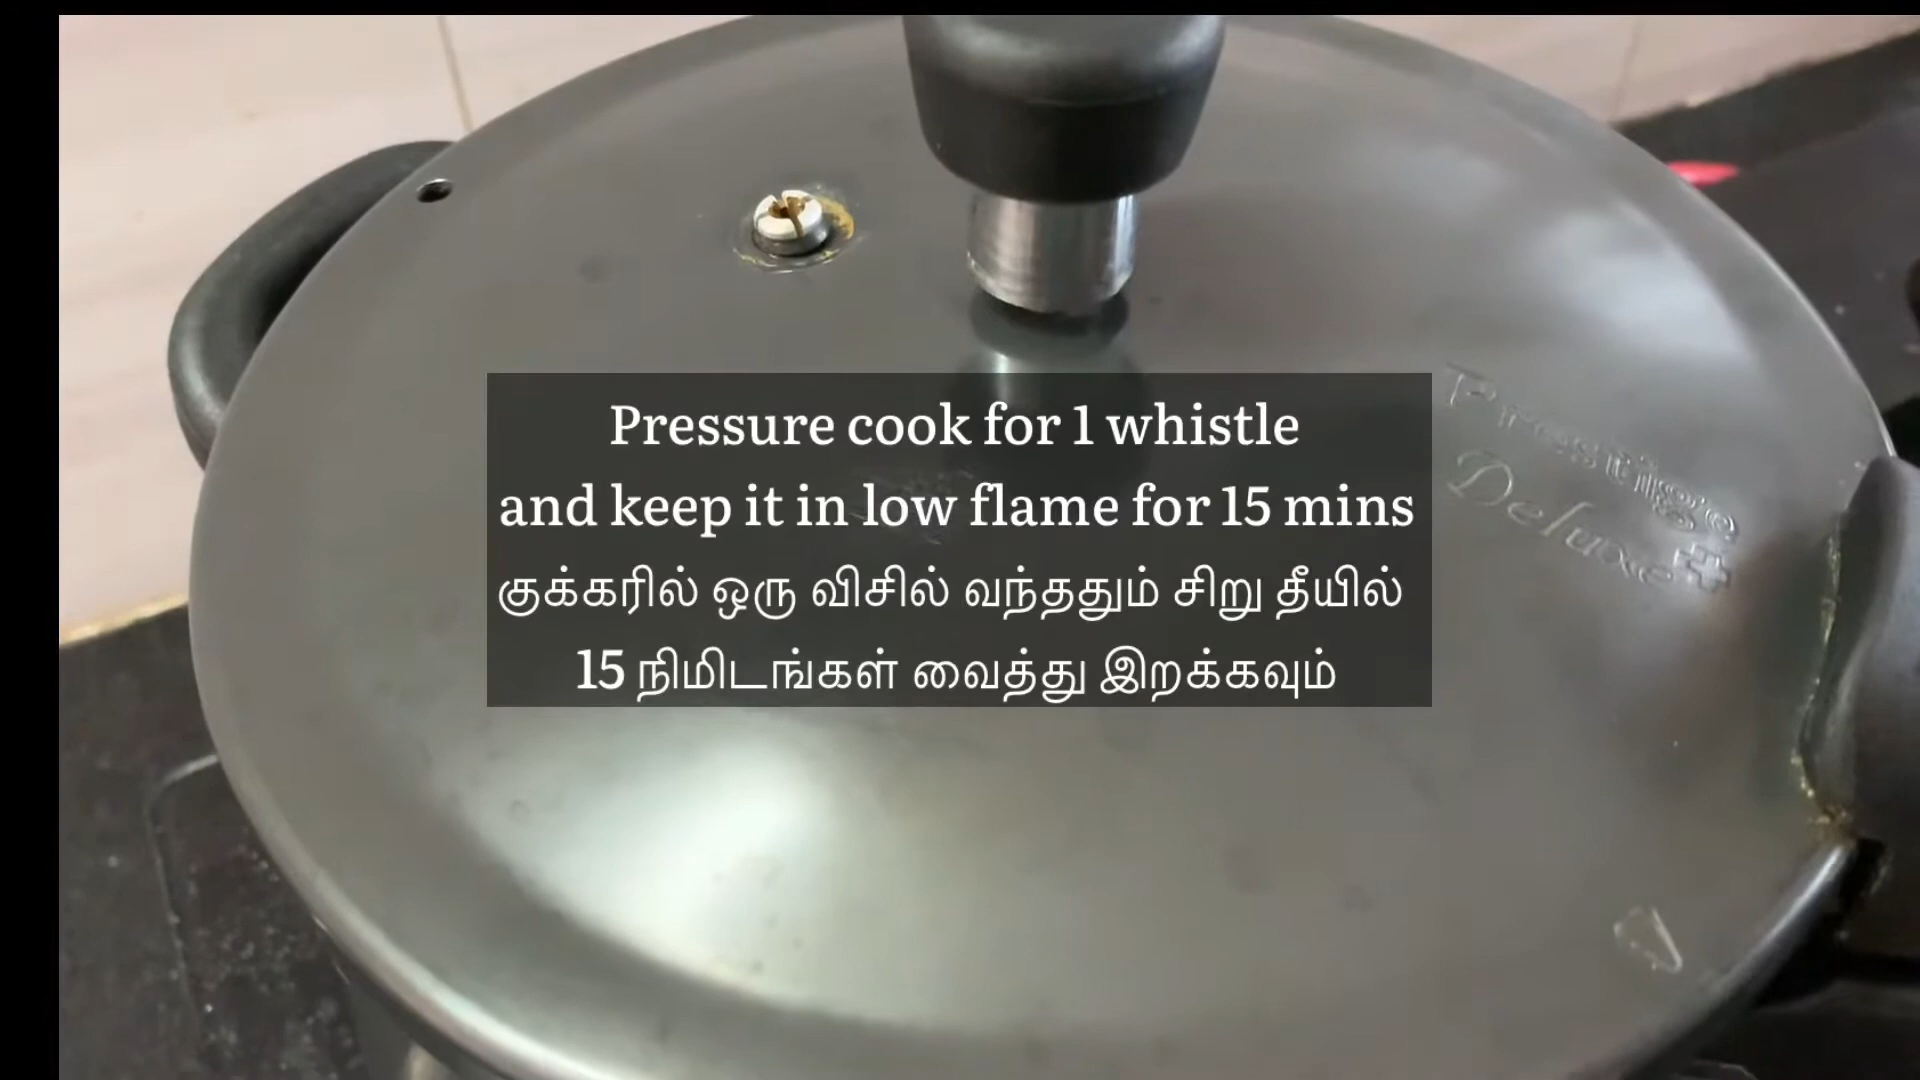 Pressure cook for 1 whistle
and keep it in low flame for 15 mins
குக்கரில் ஒரு விசில் வந்ததும் சிறு தீயில்
15 நிமிடங்கள் வைத்து இறக்கவும்
Prestige
Deluxe+